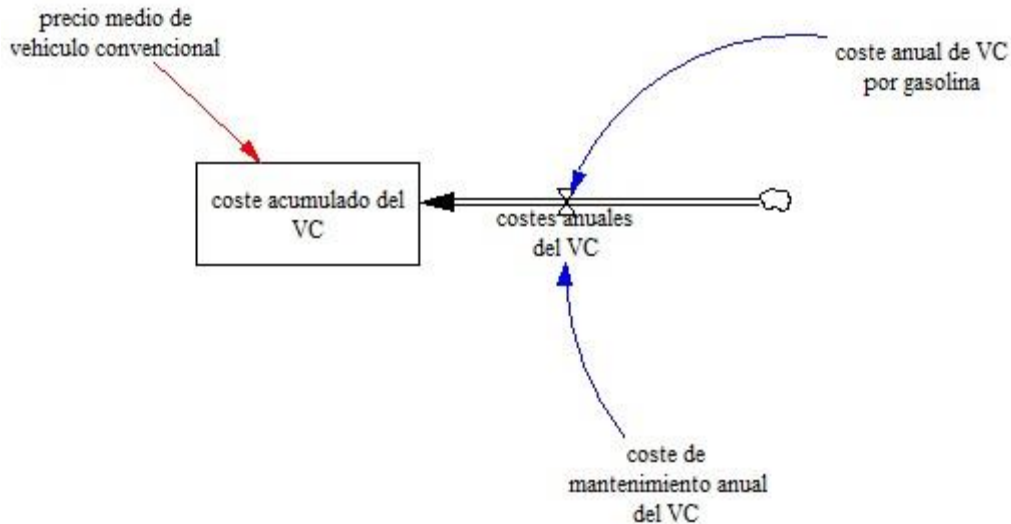 precio medio de
vehiculo convencional
coste anual de VC
por gasolina
coste acumulado del
VC
costes anuales
del VC
coste de
mantenimiento anual
del VC